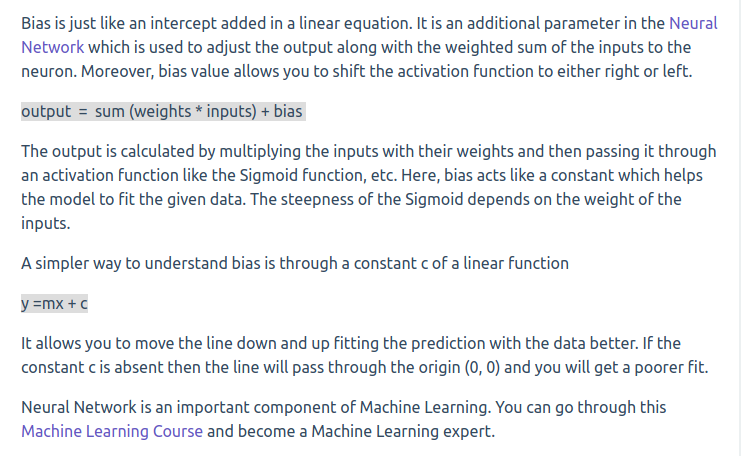 Bias is just like an intercept added in a linear equation. It is an additional parameter in the Neural
Network which is used to adjust the output along with the weighted sum of the inputs to the
neuron. Moreover, bias value allows you to shift the activation function to either right or left.
output = sum (weights * inputs) + bias
The output is calculated by multiplying the inputs with their weights and then passing it through
an activation function like the Sigmoid function, etc. Here, bias acts like a constant which helps
the model to fit the given data. The steepness of the Sigmoid depends on the weight of the
inputs.
A simpler way to understand bias is through a constant c of a linear function
y =mx + c
It allows you to move the line down and up fitting the prediction with the data better. If the
constant c is absent then the line will pass through the origin (0, 0) and you will get a poorer fit.
Neural Network is an important component of Machine Learning. You can go through this
Machine Learning Course and become a Machine Learning expert.